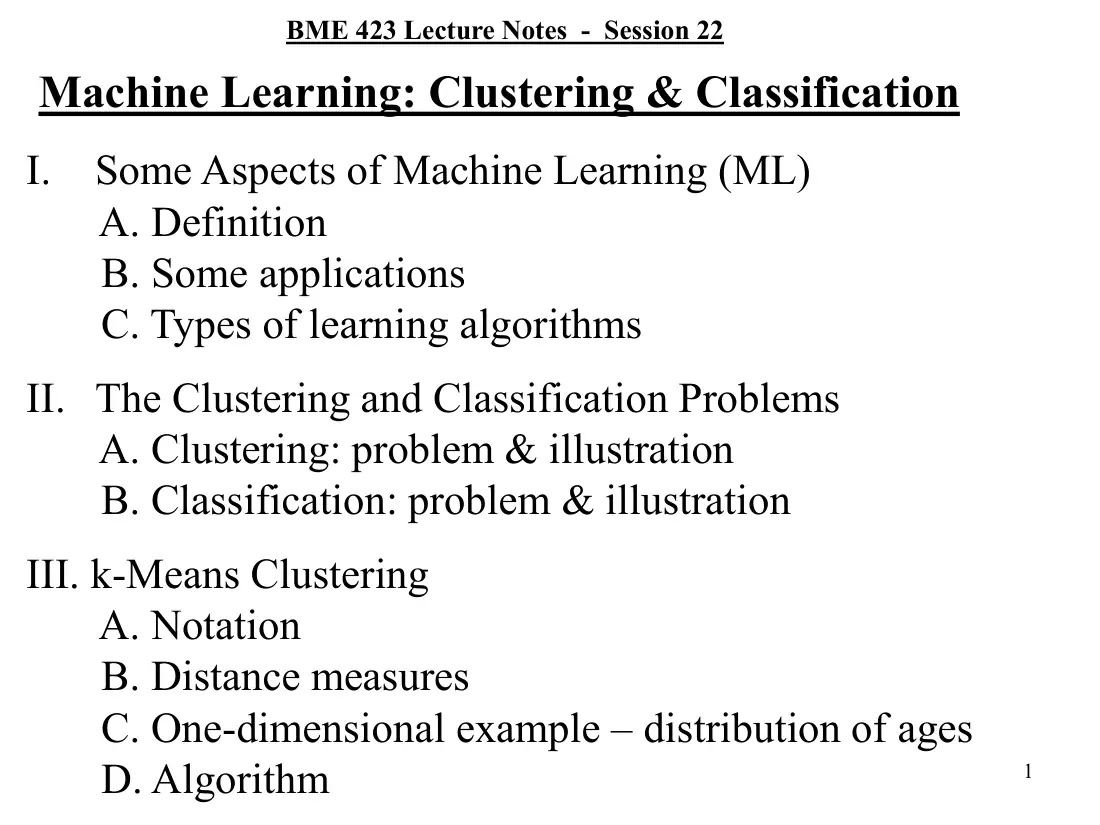 BME 423 Lecture Notes - Session 22
Machine Learning: Clustering & Classification
I. Some Aspects of Machine Learning (ML)
A. Definition
B. Some applications
C. Types of learning algorithms
II. The Clustering and Classification Problems
A. Clustering: problem & illustration
B. Classification: problem & illustration
III. k-Means Clustering
A. Notation
B. Distance measures
C. One-dimensional example – distribution of ages
D. Algorithm
1